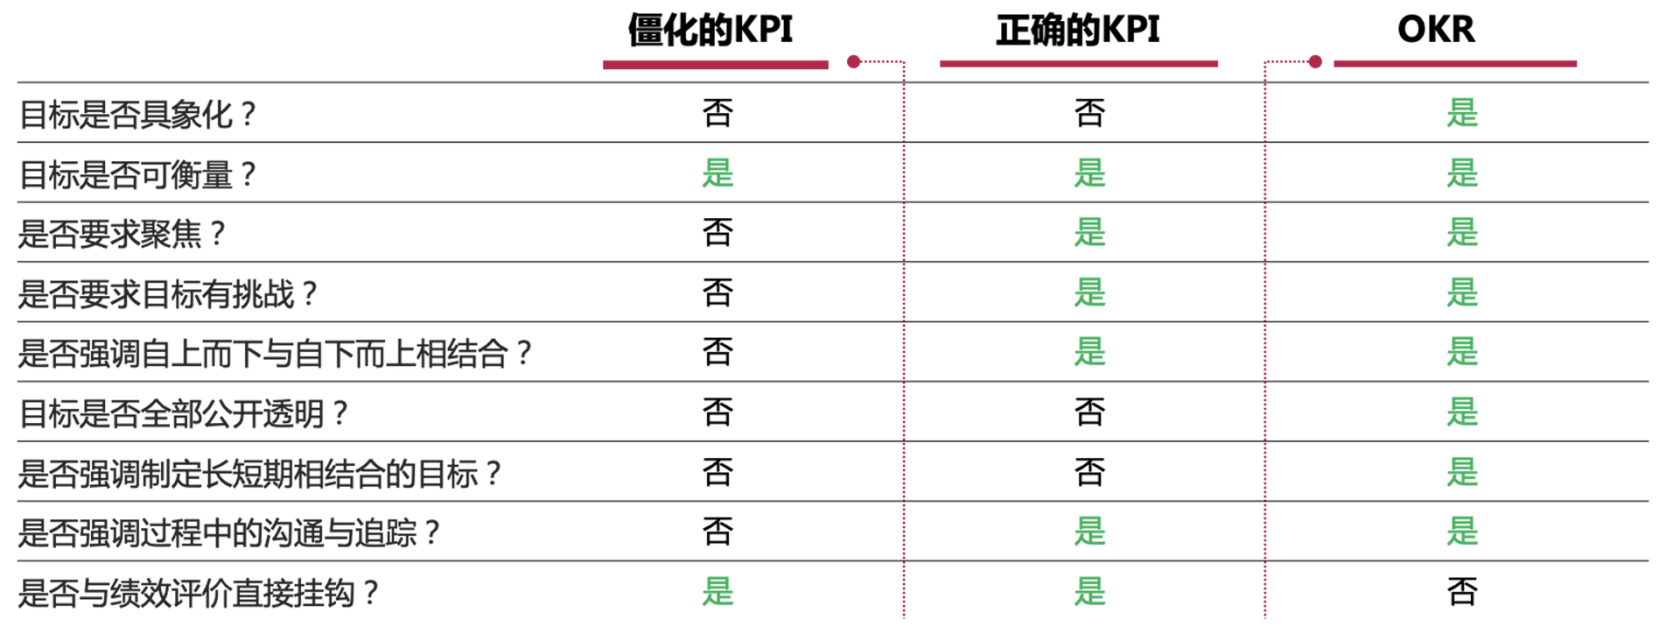 僵化的KPI 正确的KPI OKR
目标是否具象化？ 否 否 是
目标是否可衡量？ 是 是 是
是否要求聚焦？ 否 是 是
是否要求目标有挑战？ 否 是 是
是否强调自上而下与自下而上相结合？ 否 是 是
目标是否全部公开透明？ 否 否 是
是否强调制定长短期相结合的目标？ 否 否 是
是否强调过程中的沟通与追踪？ 否 是 是
是否与绩效评价直接挂钩？ 是 是 否